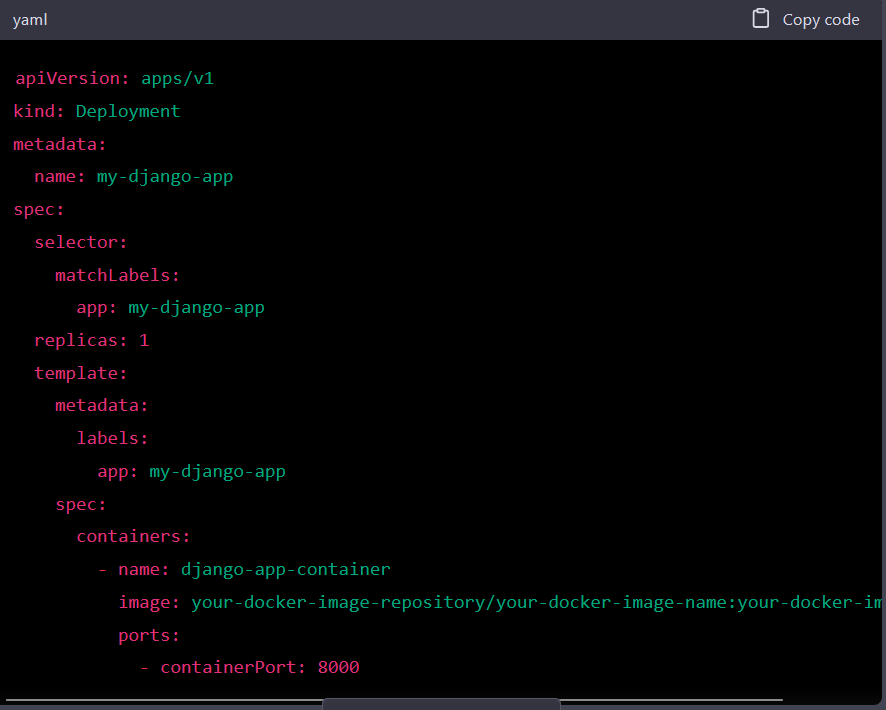 yaml
Copy code
apiVersion: apps/v1
kind: Deployment
metadata:
  name: my-django-app
spec:
  selector:
    matchLabels:
      app: my-django-app
  replicas: 1
  template:
    metadata:
      labels:
        app: my-django-app
    spec:
      containers:
        - name: django-app-container
          image: your-docker-image-repository/your-docker-image-name:your-docker-im
          ports:
            - containerPort: 8000